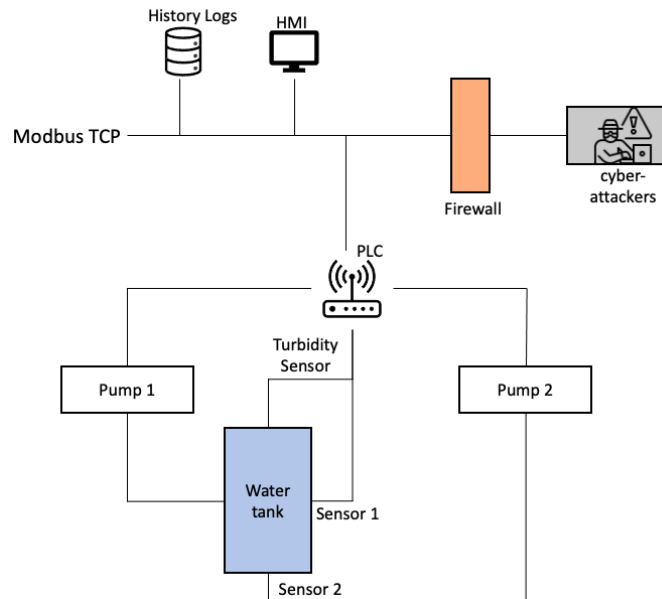 History Logs
HMI
Modbus TCP
cyber-
attackers
Firewall
PLC
Turbidity
Sensor
Pump 1
Pump 2
Water
tank
Sensor 1
Sensor 2